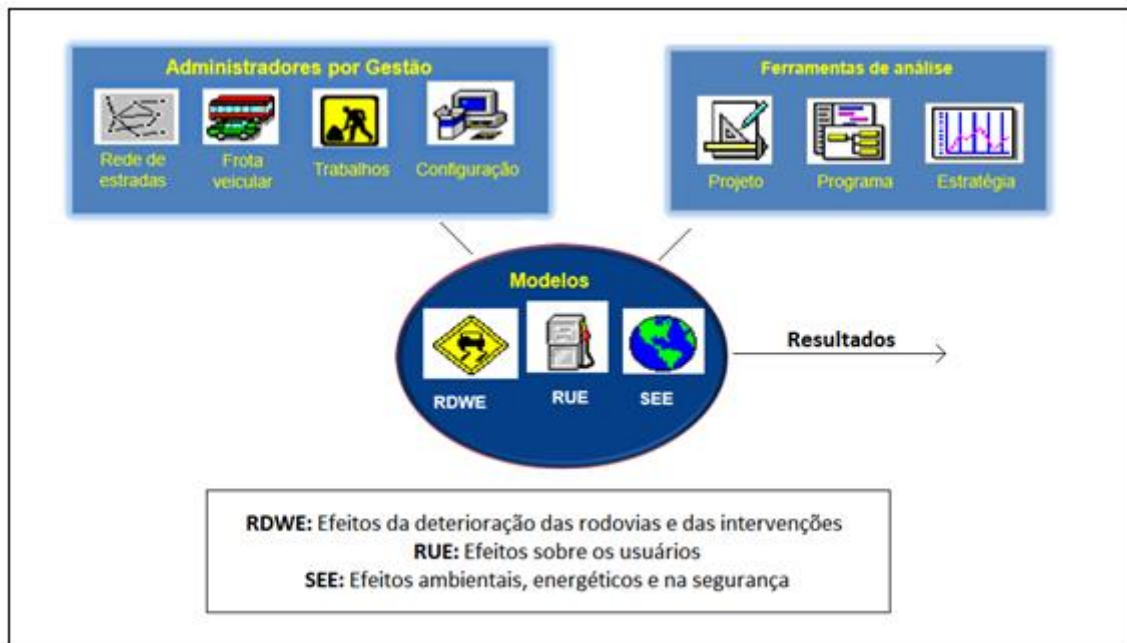 Administradores por Gestão
Rede de
estradas
Frota
veicular
Trabalhos
Configuração
Ferramentas de análise
Projeto
Programa
Estratégia
Modelos
RDWE
RUE
SEE
Resultados
RDWE: Efeitos da deterioração das rodovias e das intervenções
RUE: Efeitos sobre os usuários
SEE: Efeitos ambientais, energéticos e na segurança